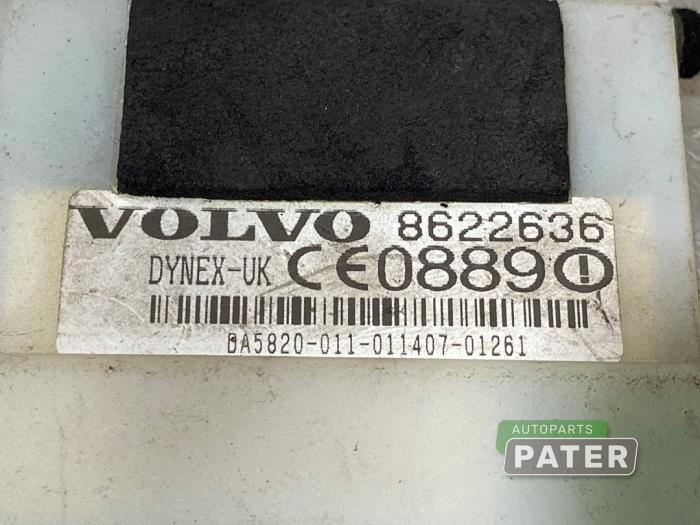 VOLVO 8622636
DYNEX-UK CE0889
BA5820-011-011407-01261
AUTOPARTS
PATER